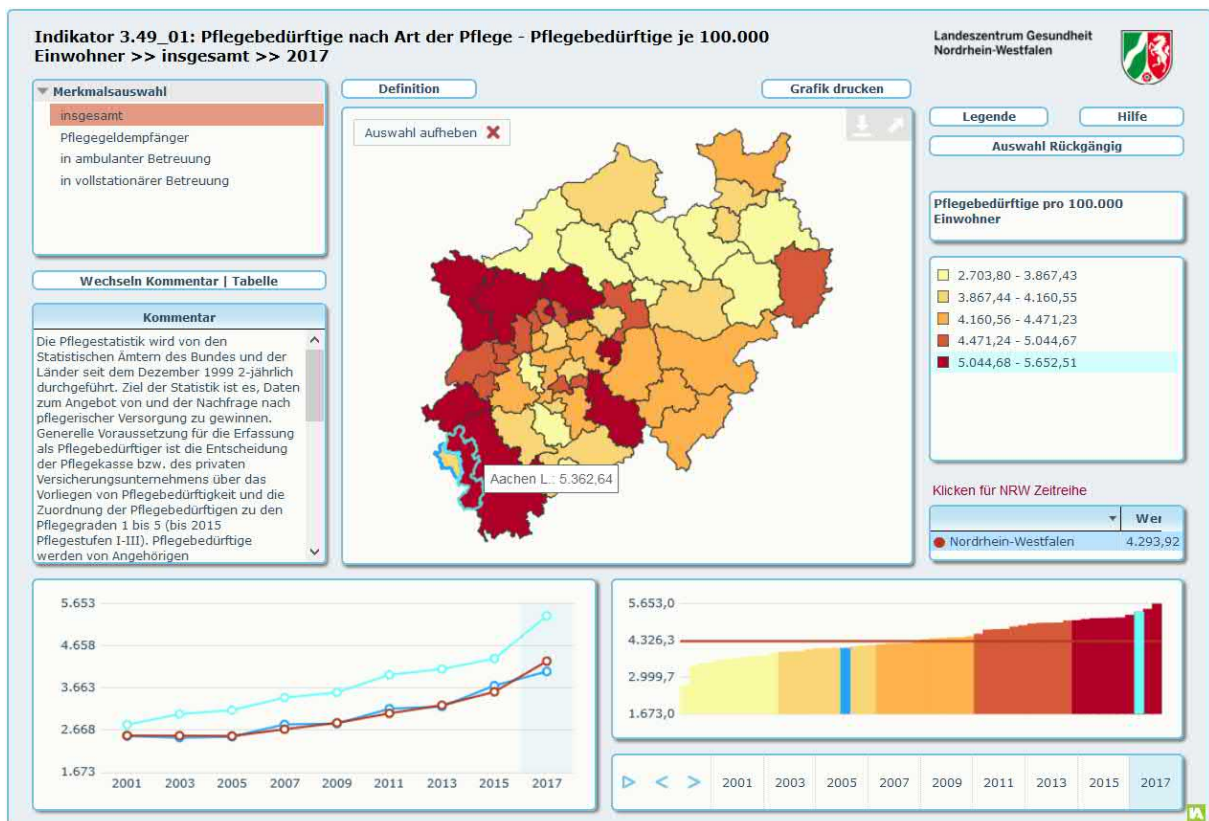 Indikator 3.49_01: Pflegebedürftige nach Art der Pflege - Pflegebedürftige je 100.000
Einwohner >> insgesamt >> 2017
Landeszentrum Gesundheit
Nordrhein-Westfalen
Merkmalsauswahl
insgesamt
Pflegegeldempfänger
in ambulanter Betreuung
in vollstationärer Betreuung
Wechseln Kommentar | Tabelle
Kommentar
Die Pflegestatistik wird von den
Statistischen Ämtern des Bundes und der
Länder seit dem Dezember 1999 2-jährlich
durchgeführt. Ziel der Statistik ist es, Daten
zum Angebot von und der Nachfrage nach
pflegerischer Versorgung zu gewinnen.
Generelle Voraussetzung für die Erfassung
als Pflegebedürftiger ist die Entscheidung
der Pflegekasse bzw. des privaten
Versicherungsunternehmens über das
Vorliegen von Pflegebedürftigkeit und die
Zuordnung der Pflegebedürftigen zu den
Pflegegraden 1 bis 5 (bis 2015
Pflegestufen I-III). Pflegebedürftige
werden von Angehörigen
Definition
Grafik drucken
Auswahl aufheben
Aachen L.: 5.362,64
Legende
Hilfe
Auswahl Rückgängig
Pflegebedürftige pro 100.000
Einwohner
2.703,80 - 3.867,43
3.867,44 - 4.160,55
4.160,56 - 4.471,23
4.471,24 - 5.044,67
5.044,68 - 5.652,51
Klicken für NRW Zeitreihe
Wer
Nordrhein-Westfalen 4.293,92
5.653
4.658
3.663
2.668
1.673
2001 2003 2005 2007 2009 2011 2013 2015 2017
5.653,0
4.326,3
2.999,7
1.673,0
2001 2003 2005 2007 2009 2011 2013 2015 2017